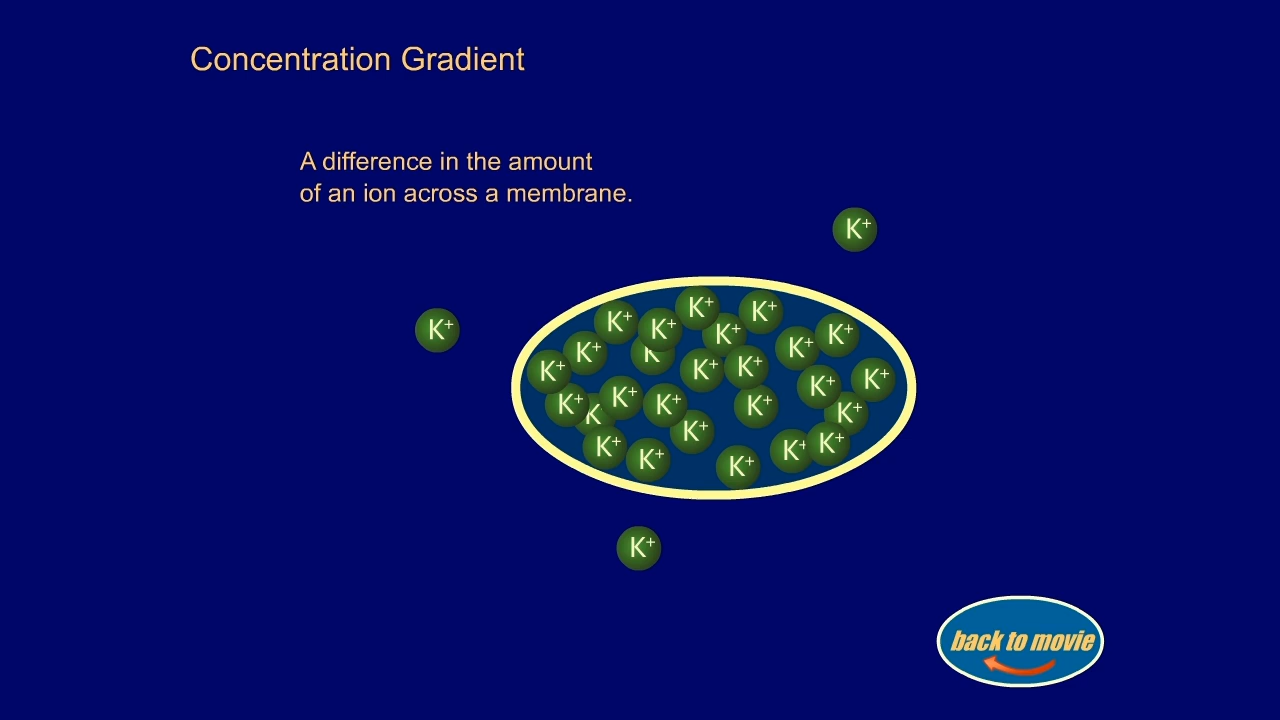 Concentration Gradient
A difference in the amount
of an ion across a membrane.
K⁺
K⁺
K⁺
K⁺
K⁺
K⁺
K⁺
K⁺
K⁺
K⁺
K
K⁺
K⁺
K⁺
K⁺
K⁺
K⁺
K⁺
K⁺
K⁺
K
K⁺
K⁺
K⁺
K⁺
K⁺
K⁺
K⁺
K⁺
back to movie